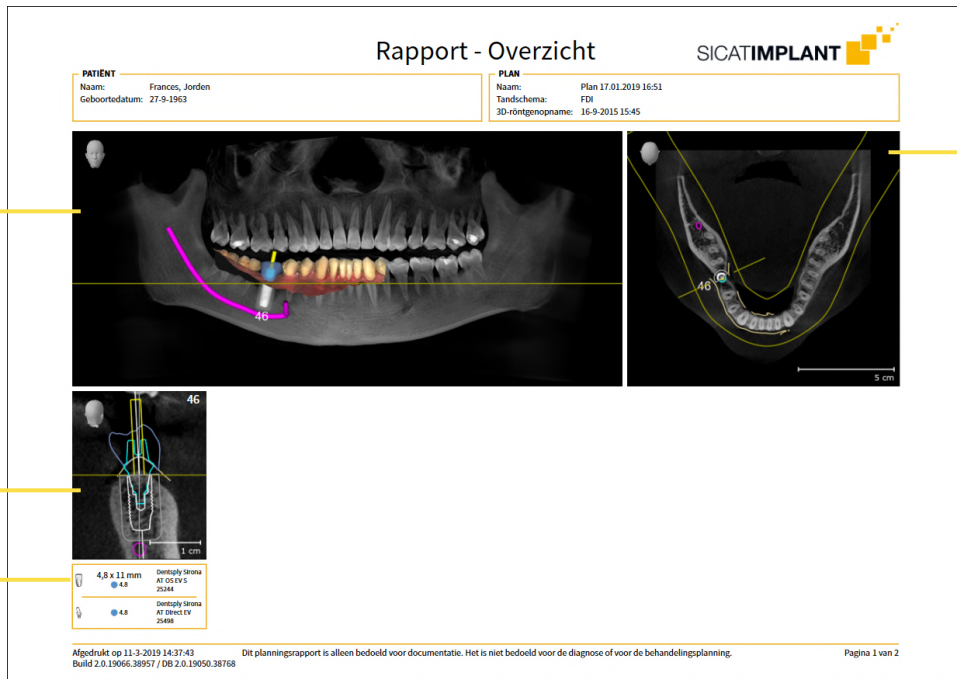 Rapport - Overzicht
SICATIMPLANT
PATIËNT
Naam: Frances, Jorden
Geboortedatum: 27-9-1963
PLAN
Naam: Plan 17.01.2019 16:51
Tandschema: FDI
3D-röntgenopname: 16-9-2015 15:45
46
46
5 cm
46
1 cm
4,8 x 11 mm
4.8
Dentsply Sirona
AT OS EV S
25244
4.8
Dentsply Sirona
AT Direct EV
25498
Afgedrukt op 11-3-2019 14:37:43
Build 2.0.19066.38957 / DB 2.0.19050.38768
Dit planningsrapport is alleen bedoeld voor documentatie. Het is niet bedoeld voor de diagnose of voor de behandelingsplanning.
Pagina 1 van 2